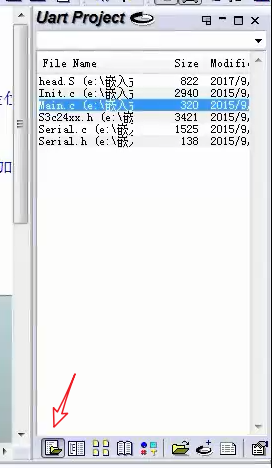 Uart Project
File Name Size Modifi
head.S (e:\嵌入 822 2017/9,
Init.c (e:\嵌入 2940 2015/9,
Main.c (e:\嵌入 320 2015/9,
S3c24xx.h (e:\嵌 3421 2015/9,
Serial.c (e:\嵌 1525 2015/9,
Serial.h (e:\嵌 138 2015/9,
加